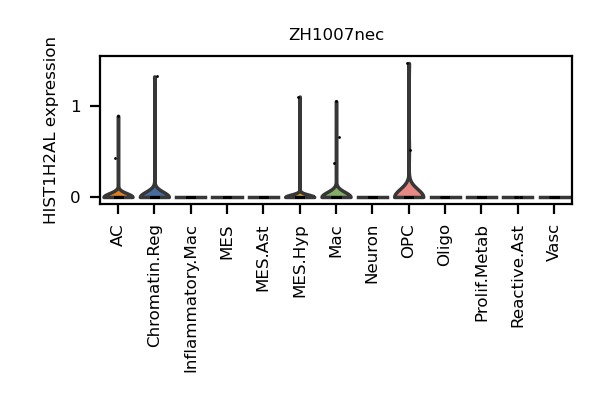 ZH1007nec
HIST1H2AL expression
1
0
AC
Chromatin.Reg
Inflammatory.Mac
MES
MES.Ast
MES.Hyp
Mac
Neuron
OPC
Oligo
Prolif.Metab
Reactive.Ast
Vasc